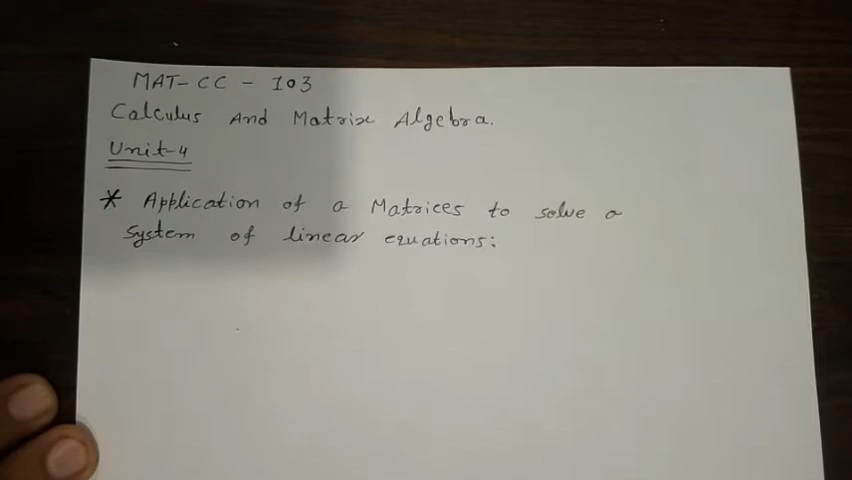 MAT-CC-103
Calculus And Matrix Algebra.
Unit-4
* Application of a Matrices to solve a
system of linear equations: